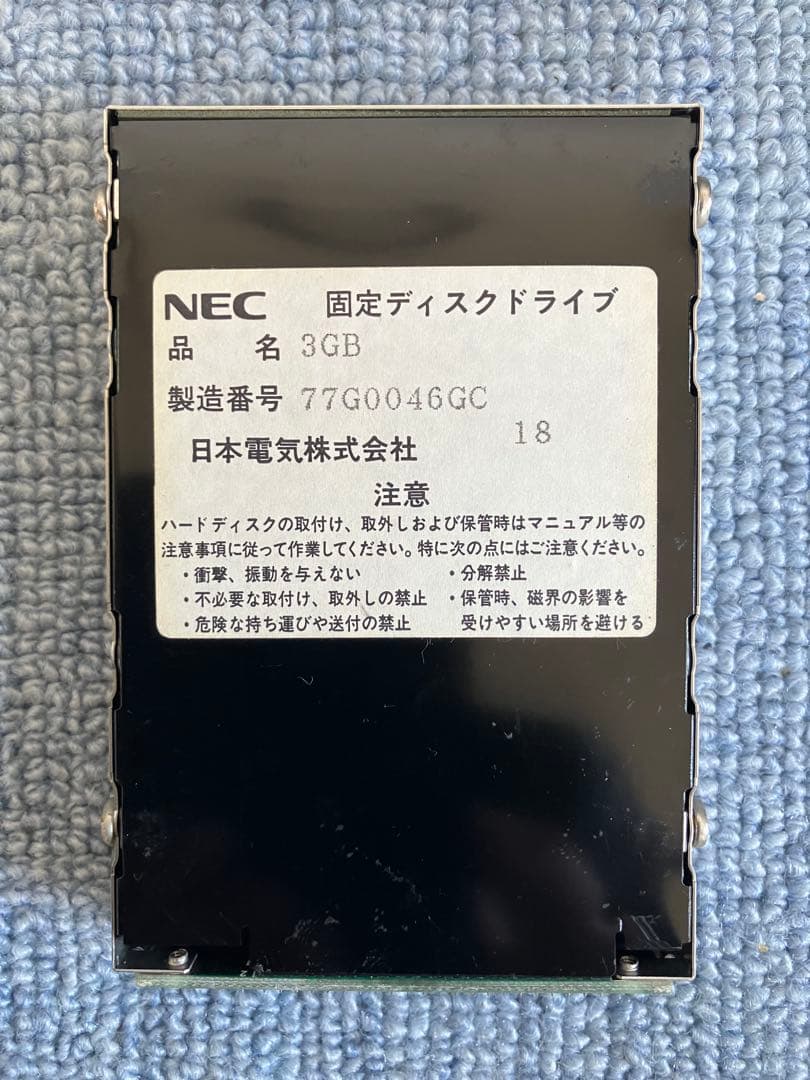 NEC 固定ディスクドライブ
品 名 3GB
製造番号 77G0046GC
18
日本電気株式会社
注意
ハードディスクの取付け、取外しおよび保管時はマニュアル等の
注意事項に従って作業してください。特に次の点にはご注意ください。
・衝撃、振動を与えない
・不必要な取付け、取外しの禁止
・危険な持ち運びや送付の禁止
・分解禁止
・保管時、磁界の影響を
受けやすい場所を避ける